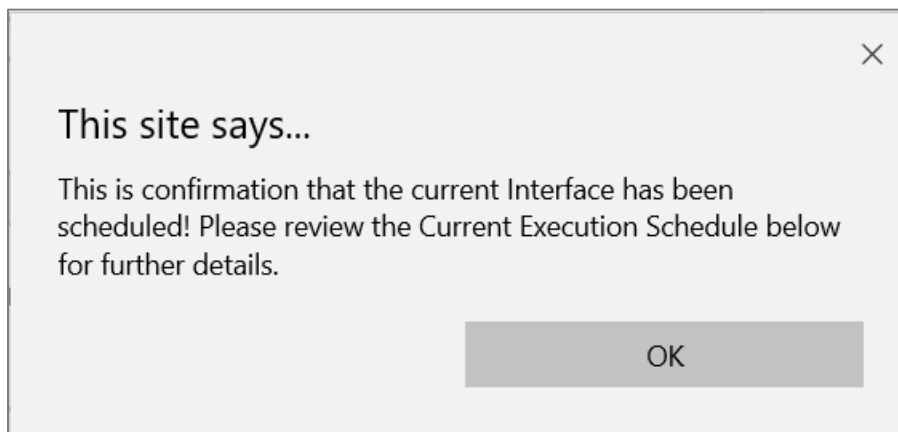 This site says...
This is confirmation that the current Interface has been
scheduled! Please review the Current Execution Schedule below
for further details.
OK